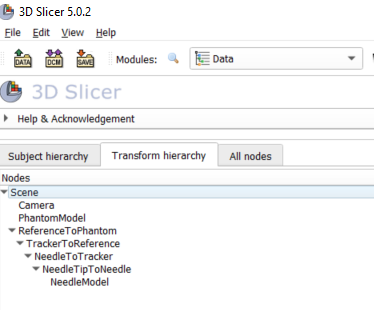 3D Slicer 5.0.2
File Edit View Help
DATA DCM SAVE Modules: Data
3D Slicer
Help & Acknowledgement
Subject hierarchy Transform hierarchy All nodes
Nodes
Scene
Camera
PhantomModel
ReferenceToPhantom
TrackerToReference
NeedleToTracker
NeedleTipToNeedle
NeedleModel